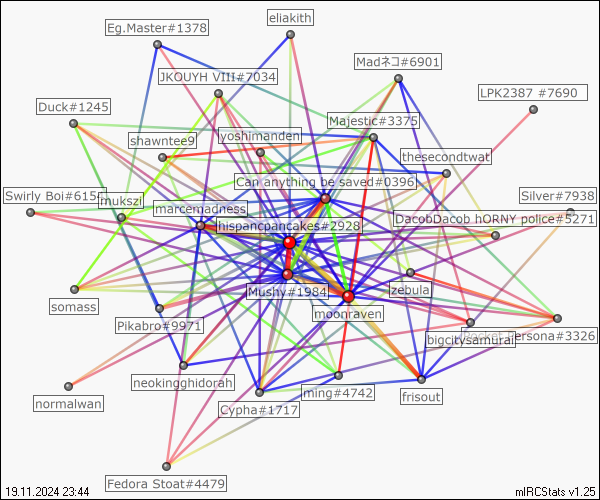 eliakith
Eg.Master#1378
Madネコ#6901
JKOUYH VIII#7034
LPK2387 #7690
Duck#1245
Majestic#3375
shawntee9
yoshimanden
thesecondtwat
Can anything be saved#0396
Swirly Boi#615
Silver#7938
mukszi
marcemadness
DacobDacob hORNY police#5271
hispancpancakes#2928
Mushy#1984
zebula
somass
moonraven
Pikabro#9971
Persona#3326
bigcitysamurai
neokingghidorah
ming#4742
frisout
normalwan
Cypha#1717
Fedora Stoat#4479
19.11.2024 23:44
mIRCStats v1.25